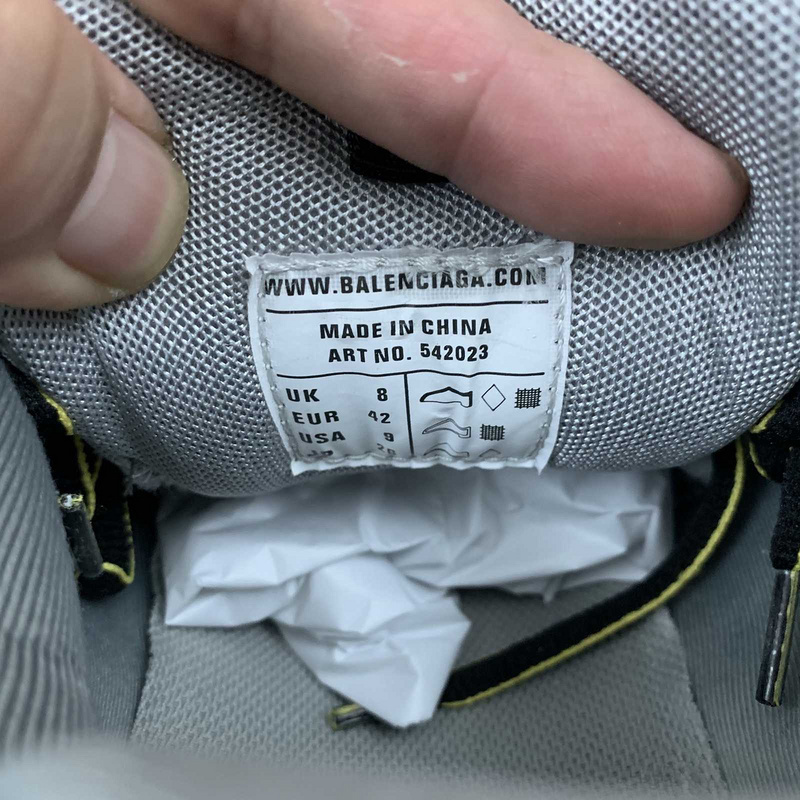 WWW.BALENCIAGA.COM
MADE IN CHINA
ART NO. 542023
UK 8
EUR 42
USA 9